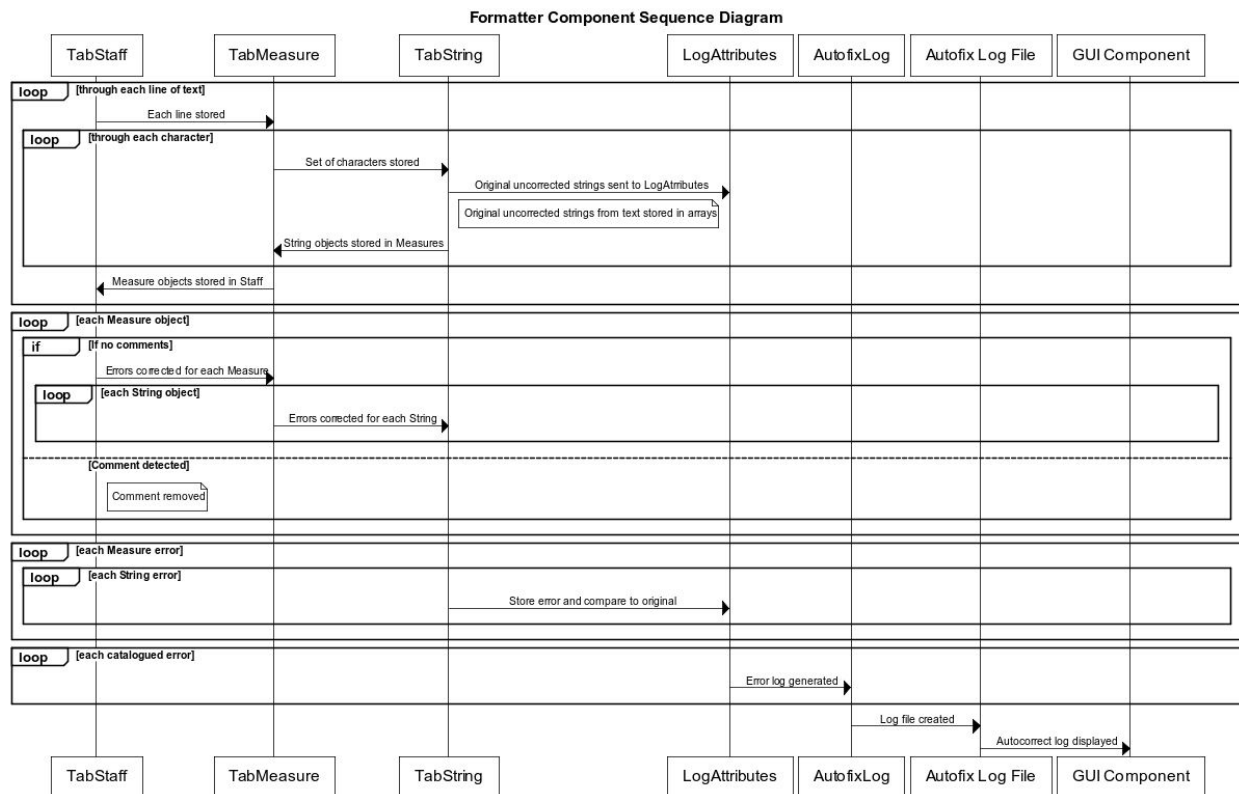 Formatter Component Sequence Diagram
TabStaff TabMeasure TabString LogAttributes AutofixLog Autofix Log File GUI Component
loop [through each line of text]
Each line stored
loop [through each character]
Set of characters stored
Original uncorrected strings sent to LogAtrributes
Original uncorrected strings from text stored in arrays
String objects stored in Measures
Measure objects stored in Staff
loop [each Measure object]
if [If no comments]
Errors corrected for each Measure
loop [each String object]
Errors corrected for each String
[Comment detected]
Comment removed
loop [each Measure error]
loop [each String error]
Store error and compare to original
loop [each catalogued error]
Error log generated
Log file created
Autocorrect log displayed
TabStaff TabMeasure TabString LogAttributes AutofixLog Autofix Log File GUI Component